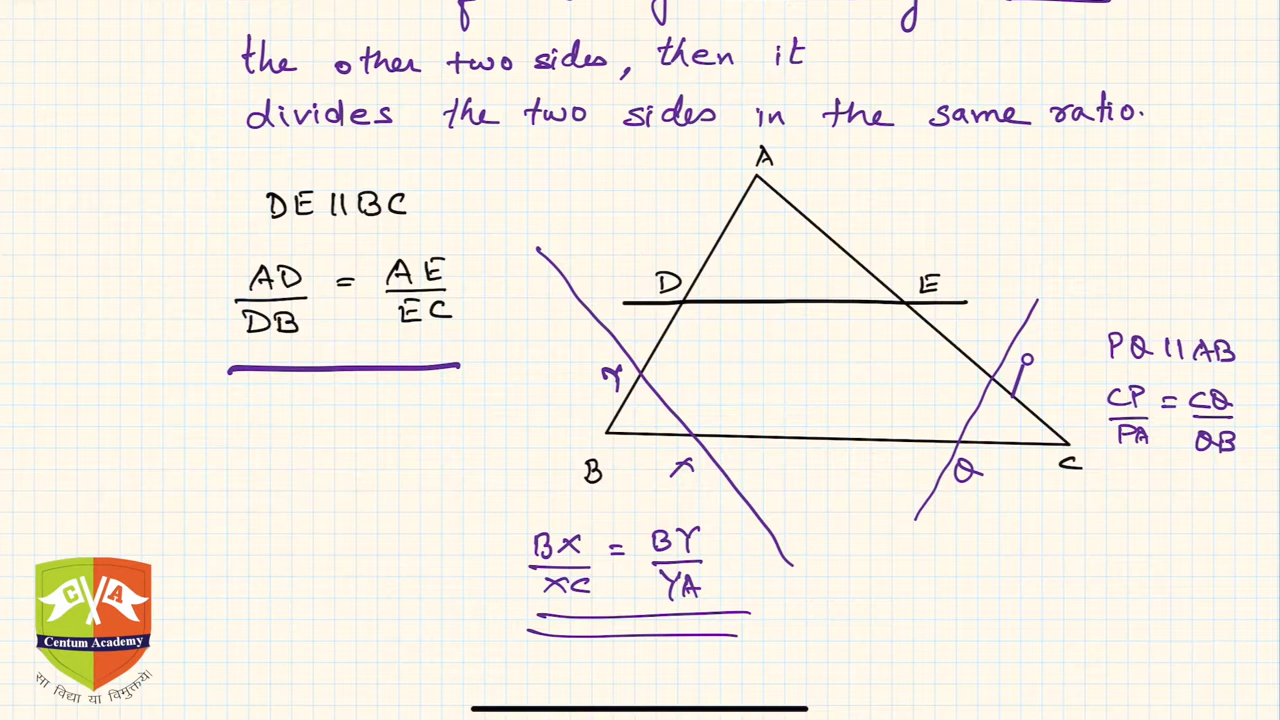 the other two sides, then it
divides the two sides in the same ratio.
A
DE || BC
AD/DB = AE/EC
D
E
Y
P
PQ || AB
CP/PA = CQ/QB
B
X
Q
C
BX/XC = BY/YA
C A
Centum Academy
सा विद्या या विमुक्तये।